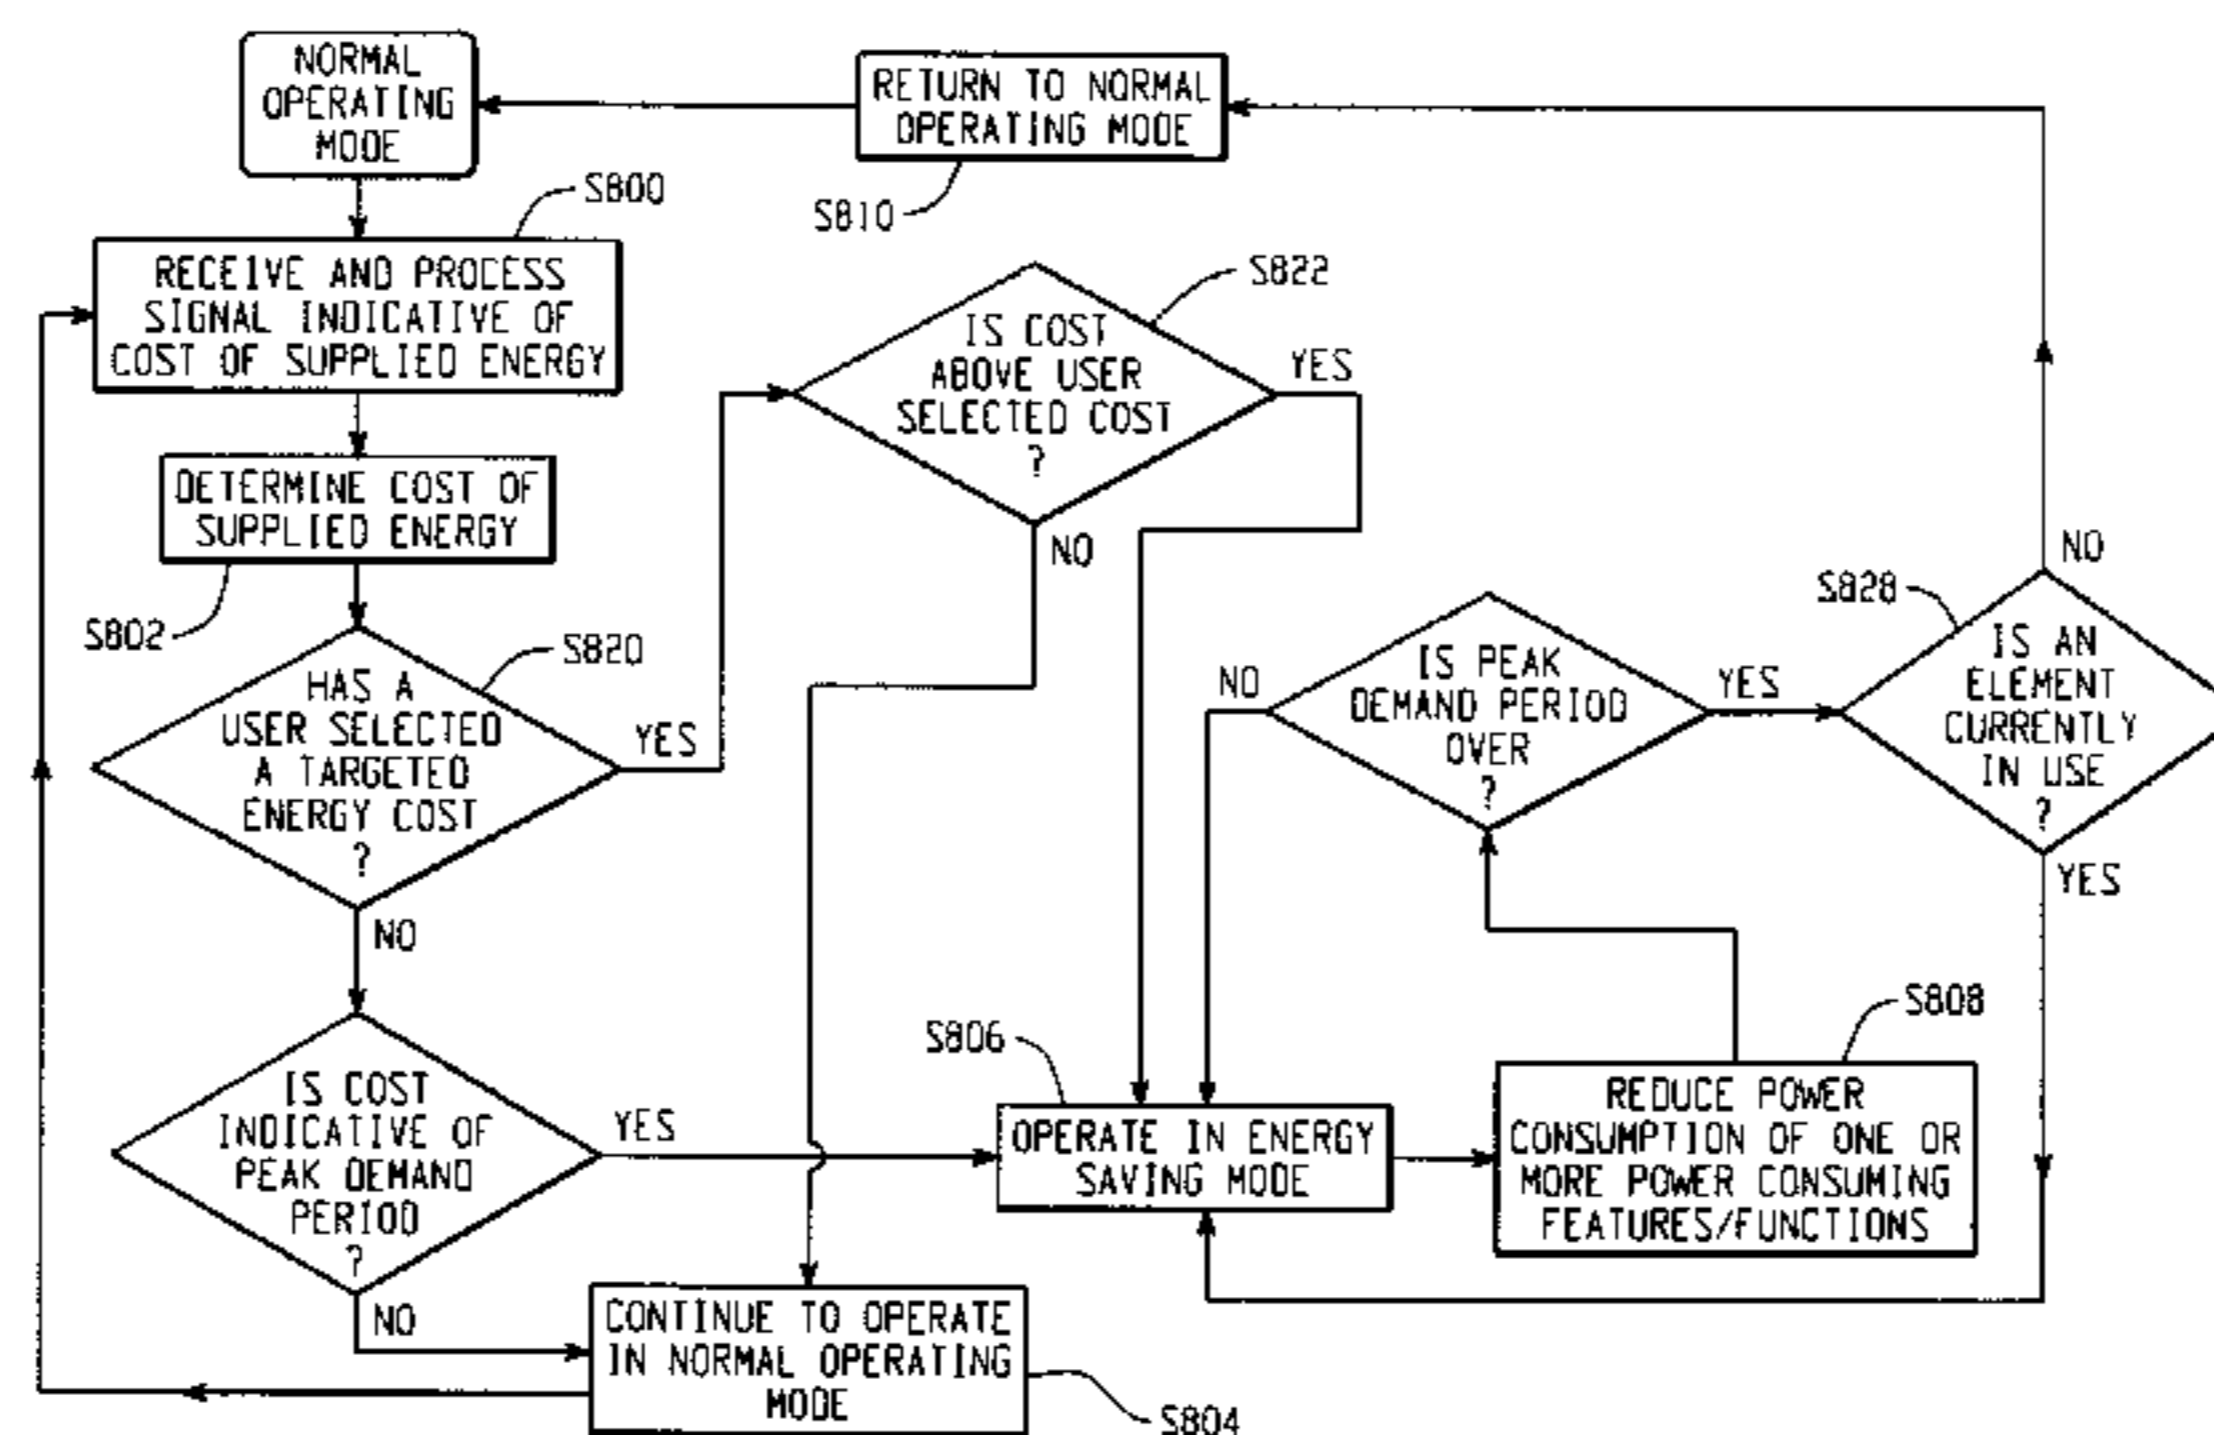 NORMAL
OPERATING
MODE
RETURN TO NORMAL
OPERATING MODE
S810
S800
RECEIVE AND PROCESS
SIGNAL INDICATIVE OF
COST OF SUPPLIED ENERGY
S822
IS COST
ABOVE USER
SELECTED COST
?
YES
NO
DETERMINE COST OF
SUPPLIED ENERGY
S802
S820
HAS A
USER SELECTED
A TARGETED
ENERGY COST
?
YES
NO
IS PEAK
DEMAND PERIOD
OVER
?
NO
YES
S828
IS AN
ELEMENT
CURRENTLY
IN USE
?
NO
YES
IS COST
INDICATIVE OF
PEAK DEMAND
PERIOD
?
YES
NO
S806
OPERATE IN ENERGY
SAVING MODE
S808
REDUCE POWER
CONSUMPTION OF ONE OR
MORE POWER CONSUMING
FEATURES/FUNCTIONS
CONTINUE TO OPERATE
IN NORMAL OPERATING
MODE
S804